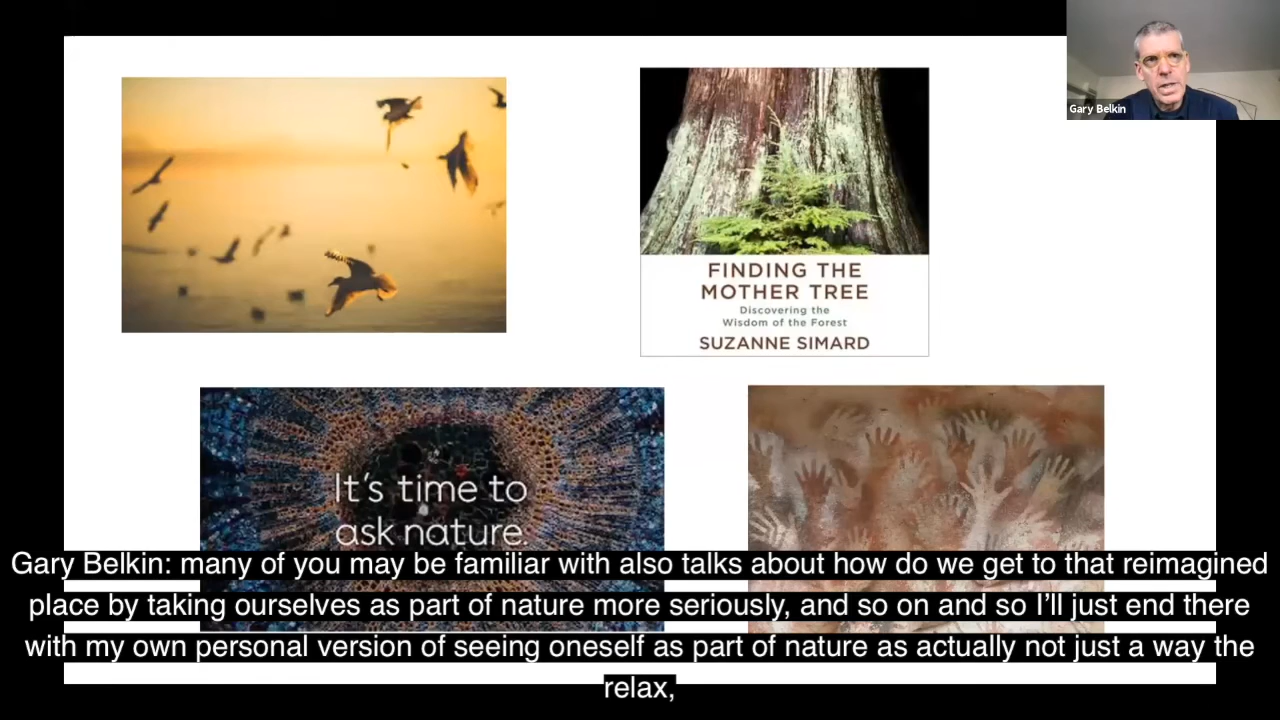 Gary Belkin
FINDING THE
MOTHER TREE
Discovering the
Wisdom of the Forest
SUZANNE SIMARD
It's time to
ask nature.
Gary Belkin: many of you may be familiar with also talks about how do we get to that reimagined
place by taking ourselves as part of nature more seriously, and so on and so I'll just end there
with my own personal version of seeing oneself as part of nature as actually not just a way the
relax,